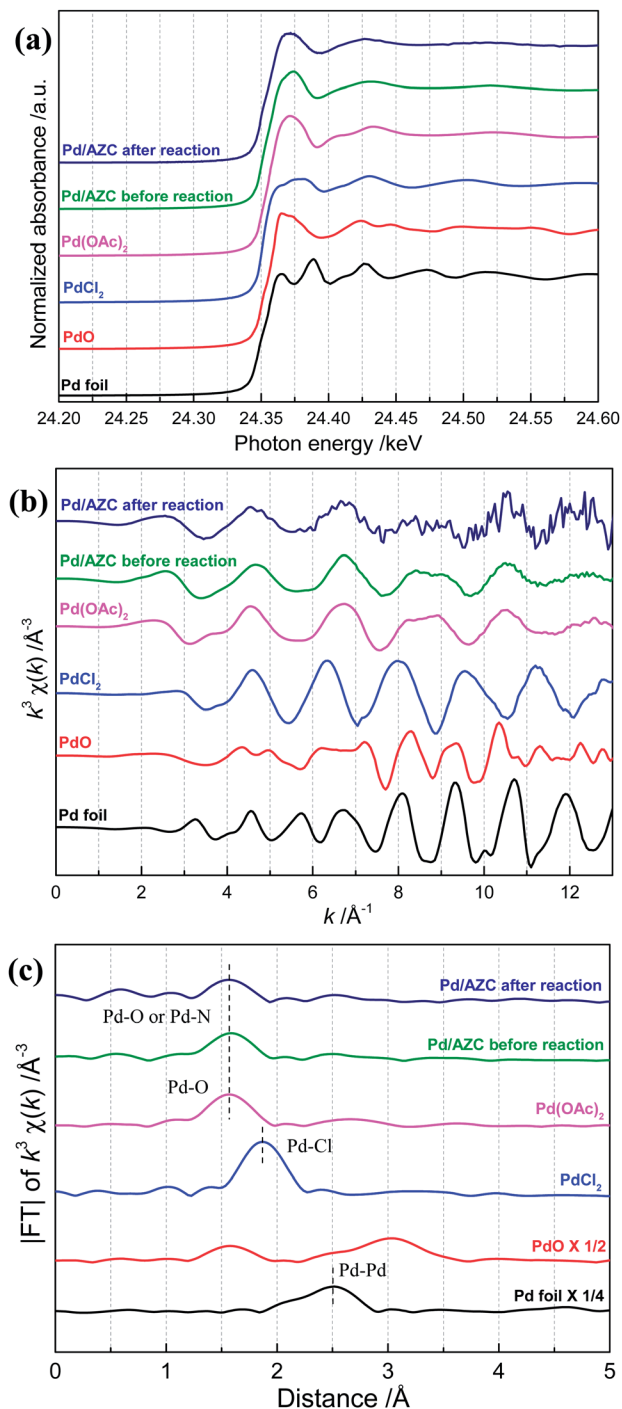 (a)
Normalized absorbance /a.u.
Pd/AZC after reaction
Pd/AZC before reaction
Pd(OAc)₂
PdCl₂
PdO
Pd foil
24.20 24.25 24.30 24.35 24.40 24.45 24.50 24.55 24.60
Photon energy /keV
(b)
k³ χ(k) /Å⁻³
Pd/AZC after reaction
Pd/AZC before reaction
Pd(OAc)₂
PdCl₂
PdO
Pd foil
0 2 4 6 8 10 12
k /Å⁻¹
(c)
|FT| of k³ χ(k) /Å⁻³
Pd/AZC after reaction
Pd-O or Pd-N
Pd/AZC before reaction
Pd-O
Pd(OAc)₂
Pd-Cl
PdCl₂
PdO X 1/2
Pd-Pd
Pd foil X 1/4
0 1 2 3 4 5
Distance /Å